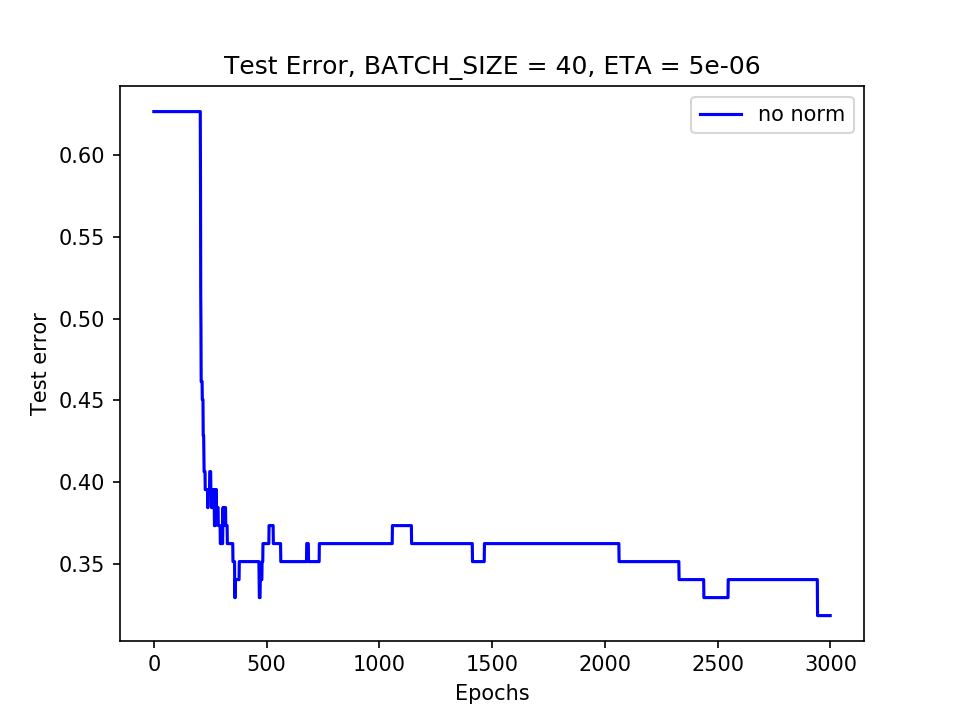 Test Error, BATCH_SIZE = 40, ETA = 5e-06
no norm
Test error
0.60
0.55
0.50
0.45
0.40
0.35
0 500 1000 1500 2000 2500 3000
Epochs